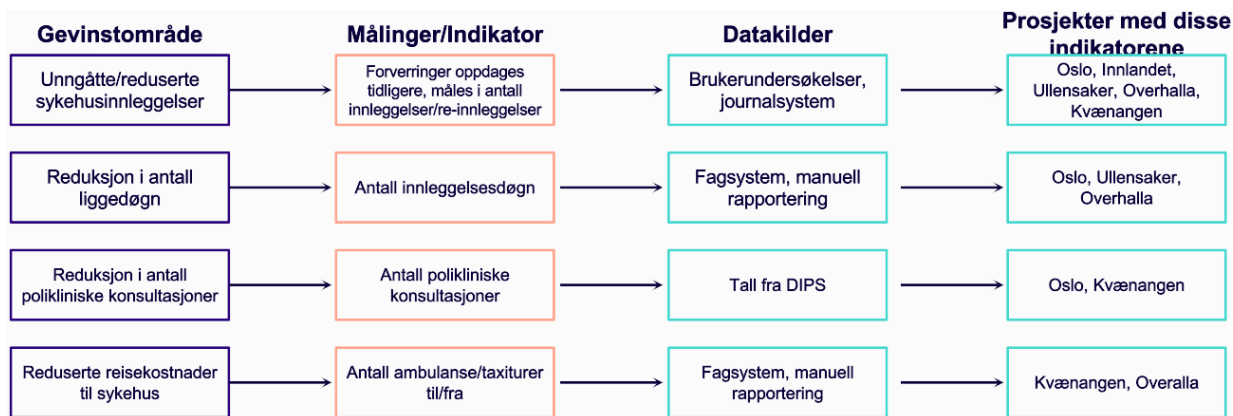 Gevinstområde
Målinger/Indikator
Datakilder
Prosjekter med disse
indikatorene
Unngåtte/reduserte
sykehusinnleggelser
Forverringer oppdages
tidligere, måles i antall
innleggelser/re-innleggelser
Brukerundersøkelser,
journalsystem
Oslo, Innlandet,
Ullensaker, Overhalla,
Kvænangen
Reduksjon i antall
liggedøgn
Antall innleggelsesdøgn
Fagsystem, manuell
rapportering
Oslo, Ullensaker,
Overhalla
Reduksjon i antall
polikliniske konsultasjoner
Antall polikliniske
konsultasjoner
Tall fra DIPS
Oslo, Kvænangen
Reduserte reisekostnader
til sykehus
Antall ambulanse/taxiturer
til/fra
Fagsystem, manuell
rapportering
Kvænangen, Overalla